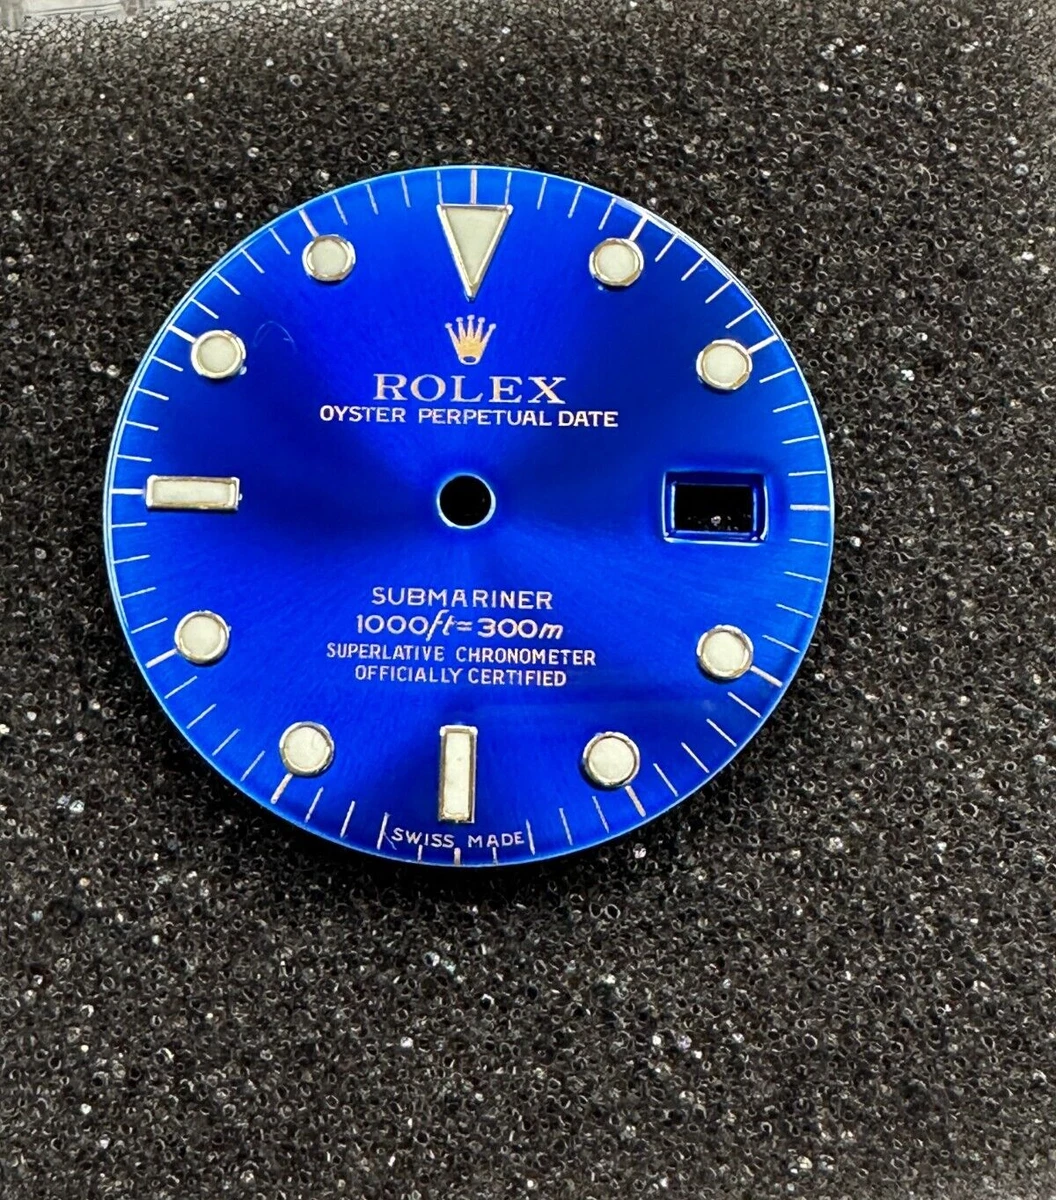 ROLEX
OYSTER PERPETUAL DATE
SUBMARINER
1000ft=300m
SUPERLATIVE CHRONOMETER
OFFICIALLY CERTIFIED
SWISS MADE